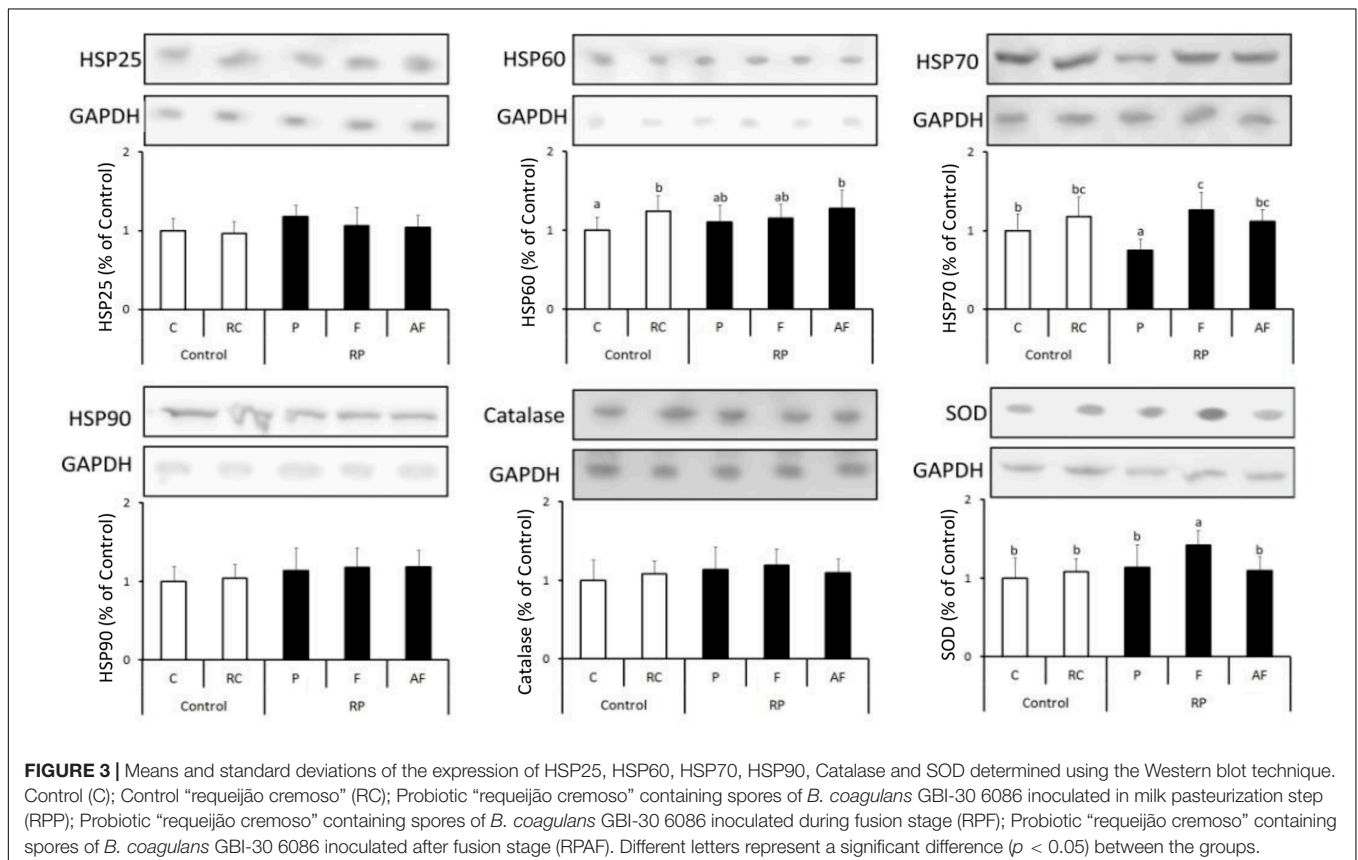 HSP25
GAPDH
HSP25 (% of Control)
2
1
0
C RC P F AF
Control RP
HSP60
GAPDH
HSP60 (% of Control)
2
1
0
a b ab ab b
C RC P F AF
Control RP
HSP70
GAPDH
HSP70 (% of Control)
2
1
0
b bc a c bc
C RC P F AF
Control RP
HSP90
GAPDH
HSP90 (% of Control)
2
1
0
C RC P F AF
Control RP
Catalase
GAPDH
Catalase (% of Control)
2
1
0
C RC P F AF
Control RP
SOD
GAPDH
SOD (% of Control)
2
1
0
b b b a b
C RC P F AF
Control RP
FIGURE 3 | Means and standard deviations of the expression of HSP25, HSP60, HSP70, HSP90, Catalase and SOD determined using the Western blot technique.
Control (C); Control “requeijão cremoso” (RC); Probiotic “requeijão cremoso” containing spores of B. coagulans GBI-30 6086 inoculated in milk pasteurization step
(RPP); Probiotic “requeijão cremoso” containing spores of B. coagulans GBI-30 6086 inoculated during fusion stage (RPF); Probiotic “requeijão cremoso” containing
spores of B. coagulans GBI-30 6086 inoculated after fusion stage (RPAF). Different letters represent a significant difference (p < 0.05) between the groups.